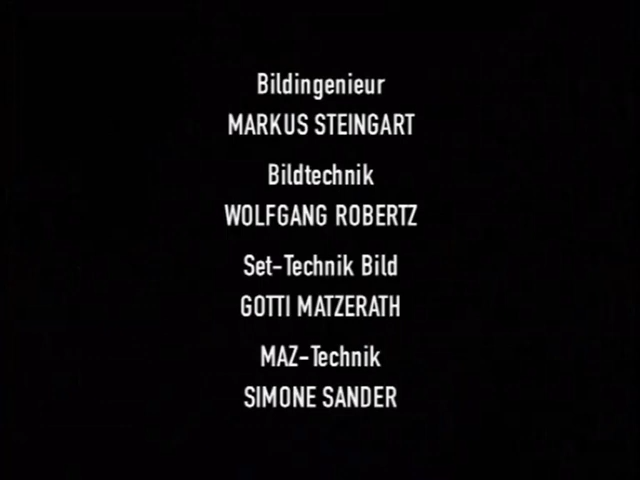 Bildingenieur
MARKUS STEINGART
Bildtechnik
WOLFGANG ROBERTZ
Set-Technik Bild
GOTTI MATZERATH
MAZ-Technik
SIMONE SANDER